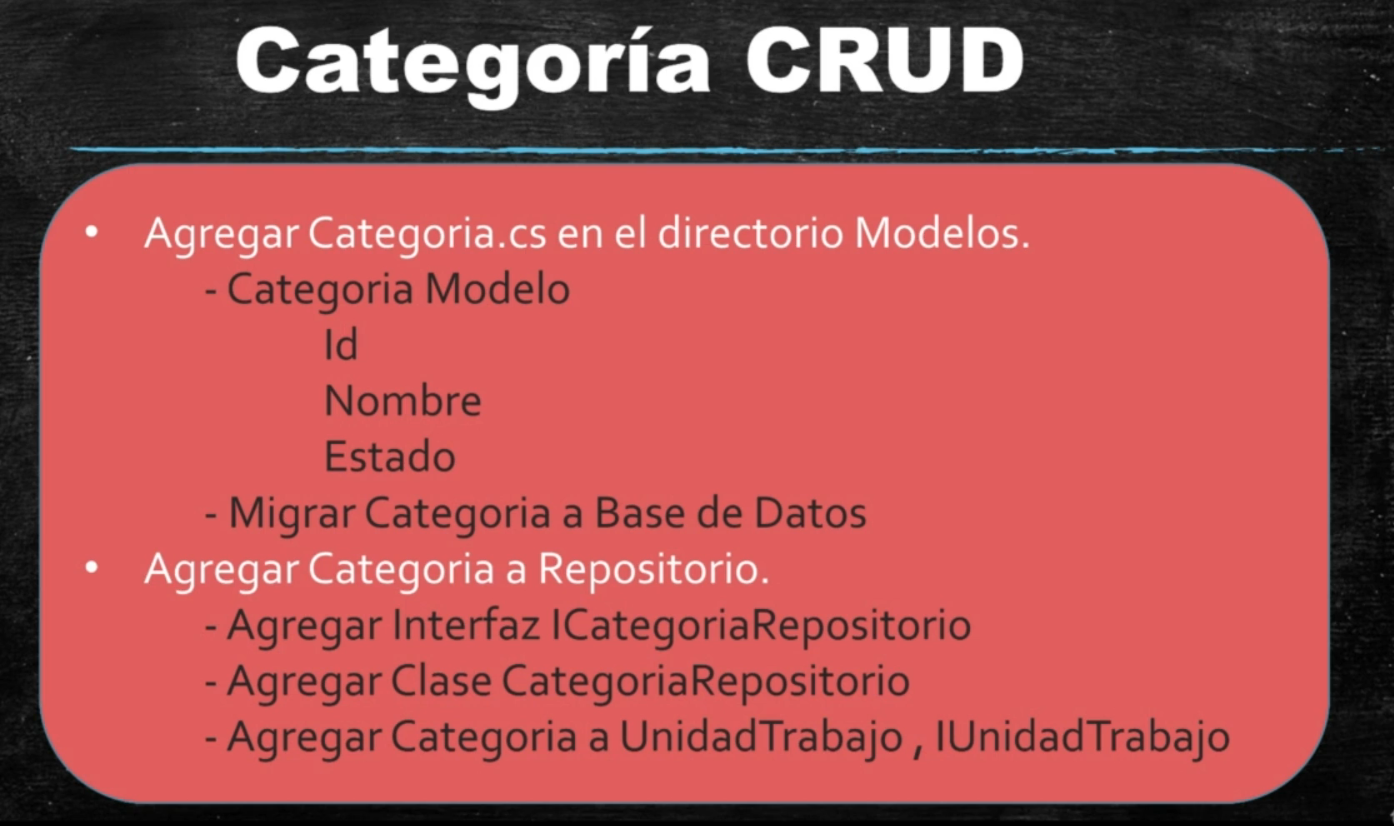 Categoría CRUD
• Agregar Categoria.cs en el directorio Modelos.
- Categoria Modelo
Id
Nombre
Estado
- Migrar Categoria a Base de Datos
• Agregar Categoria a Repositorio.
- Agregar Interfaz ICategoriaRepositorio
- Agregar Clase CategoriaRepositorio
- Agregar Categoria a UnidadTrabajo , IUnidadTrabajo